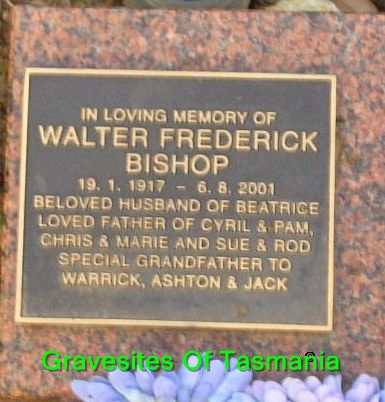 IN LOVING MEMORY OF
WALTER FREDERICK
BISHOP
19. 1. 1917 - 6. 8. 2001
BELOVED HUSBAND OF BEATRICE
LOVED FATHER OF CYRIL & PAM,
CHRIS & MARIE AND SUE & ROD
SPECIAL GRANDFATHER TO
WARRICK, ASHTON & JACK
Gravesites Of Tasmania